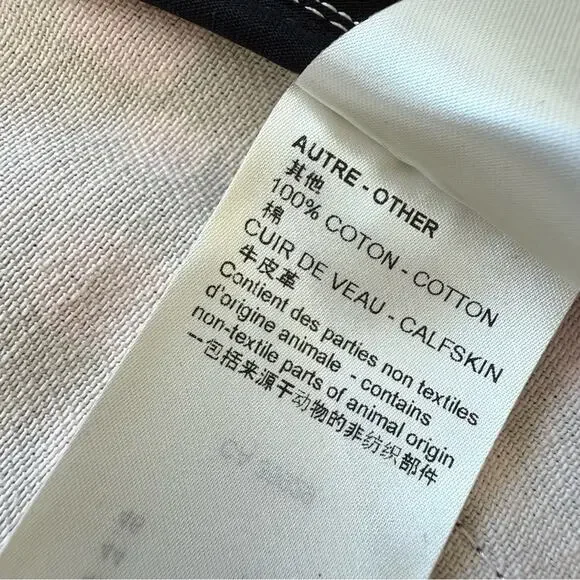 AUTRE - OTHER
其他
100% COTON - COTTON
棉
CUIR DE VEAU - CALFSKIN
牛皮革
Contient des parties non textiles
d'origine animale - contains
non-textile parts of animal origin
一包括来源于动物的非纺织部件